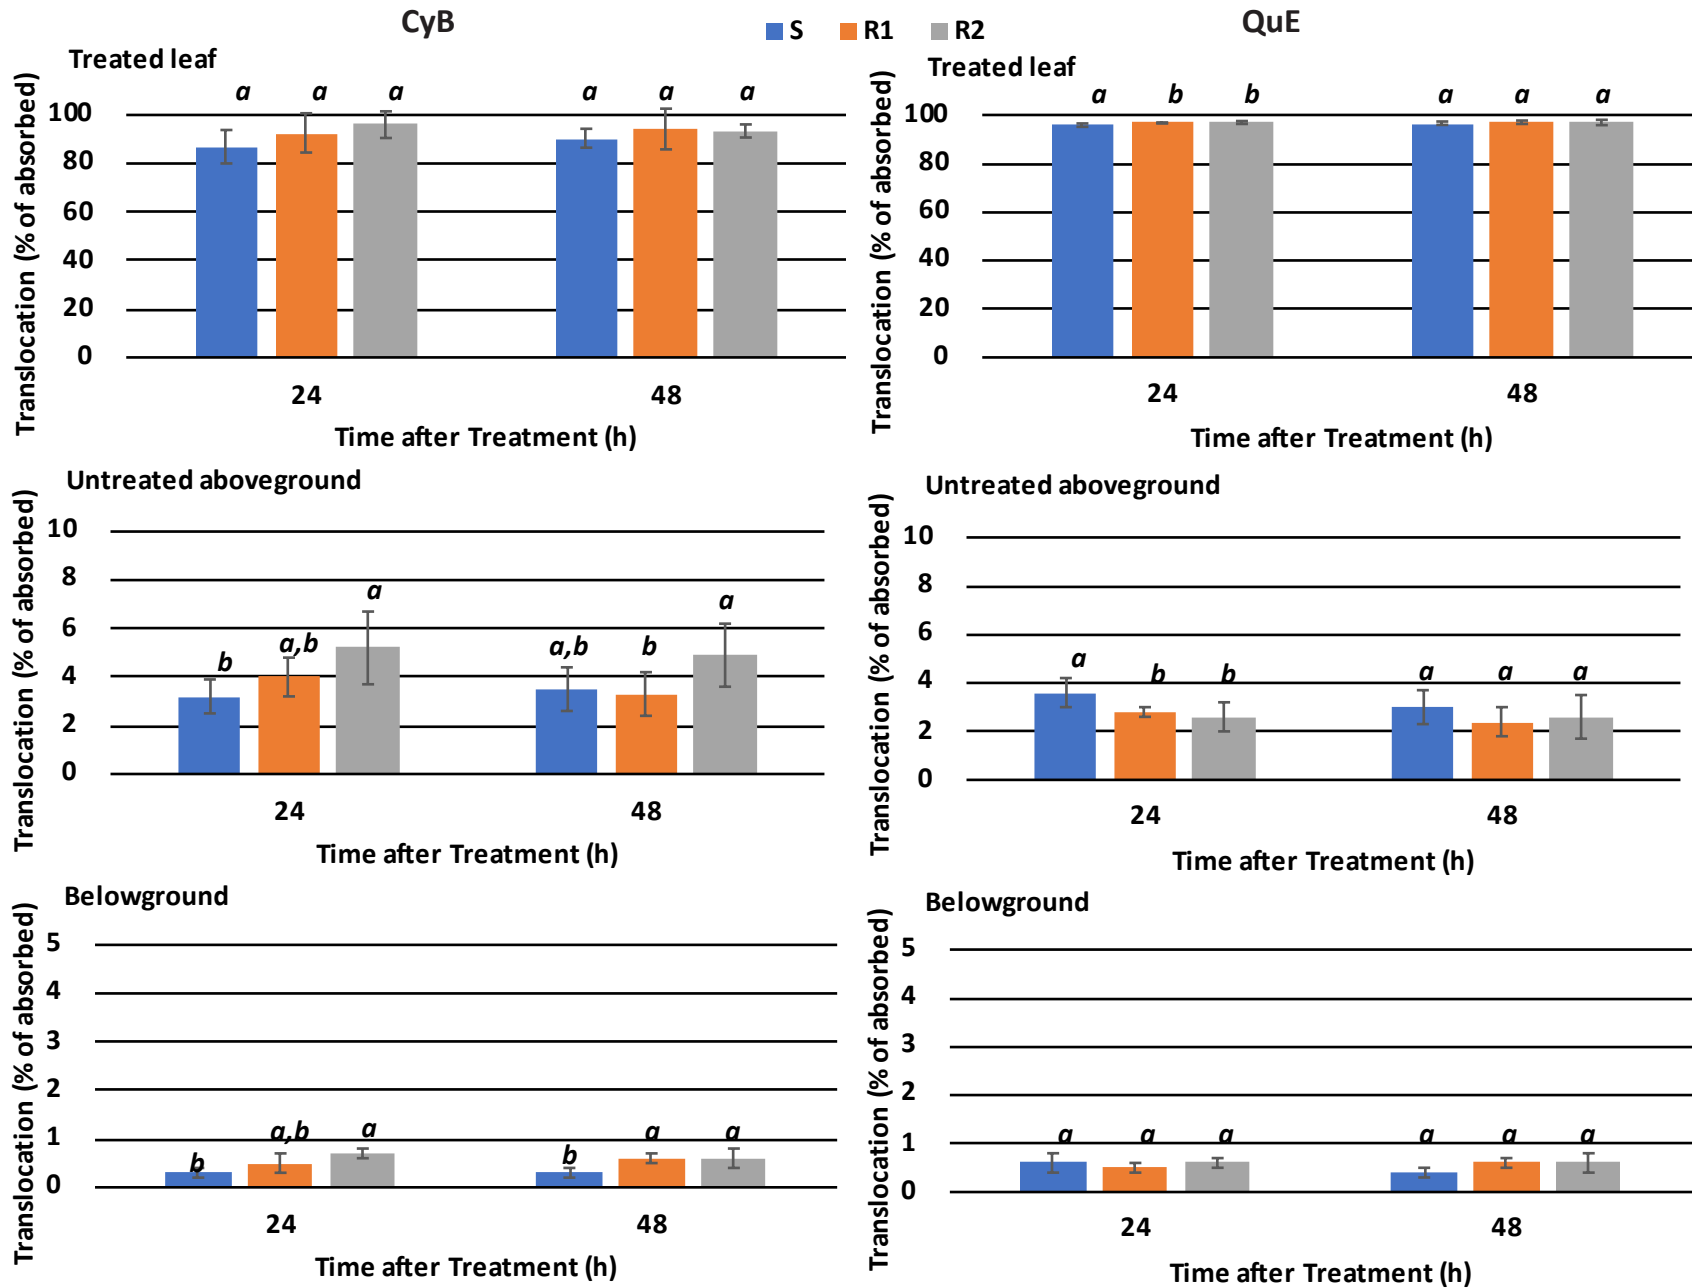 CyB
S R1 R2
QuE
Treated leaf
Translocation (% of absorbed)
100
80
60
40
20
0
a a a a a a
24 48
Time after Treatment (h)
Treated leaf
Translocation (% of absorbed)
100
80
60
40
20
0
a b b a a a
24 48
Time after Treatment (h)
Untreated aboveground
Translocation (% of absorbed)
10
8
6
4
2
0
b a,b a a,b b a
24 48
Time after Treatment (h)
Untreated aboveground
Translocation (% of absorbed)
10
8
6
4
2
0
a b b a a a
24 48
Time after Treatment (h)
Belowground
Translocation (% of absorbed)
5
4
3
2
1
0
b a,b a b a a
24 48
Time after Treatment (h)
Belowground
Translocation (% of absorbed)
5
4
3
2
1
0
a a a a a a
24 48
Time after Treatment (h)